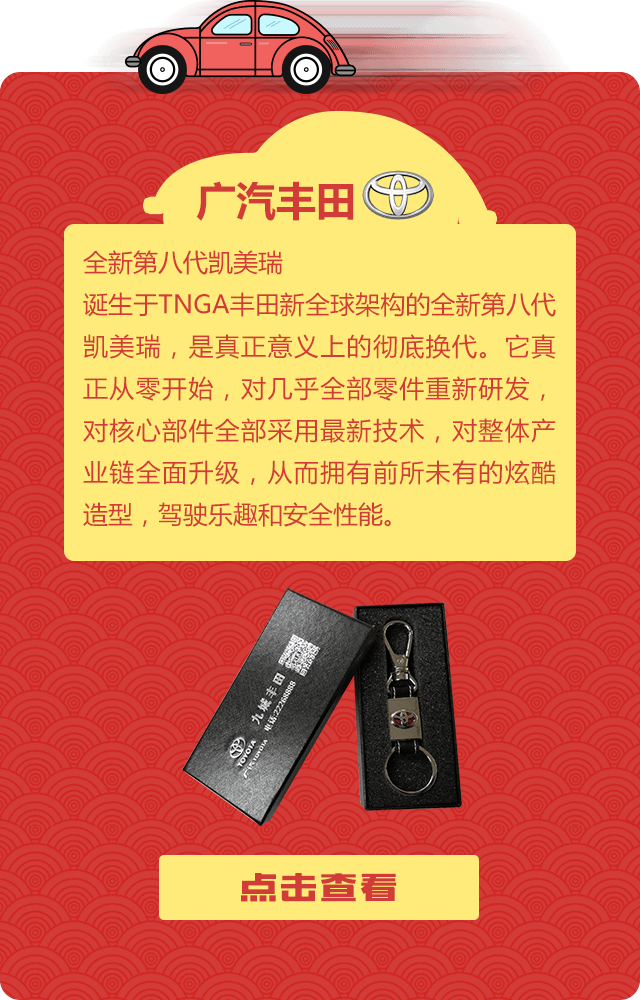 广汽丰田
全新第八代凯美瑞
诞生于TNGA丰田新全球架构的全新第八代
凯美瑞，是真正意义上的彻底换代。它真
正从零开始，对几乎全部零件重新研发，
对核心部件全部采用最新技术，对整体产
业链全面升级，从而拥有前所未有的炫酷
造型，驾驶乐趣和安全性能。
九城丰田
电话:22268888
TOYOTA
点击查看